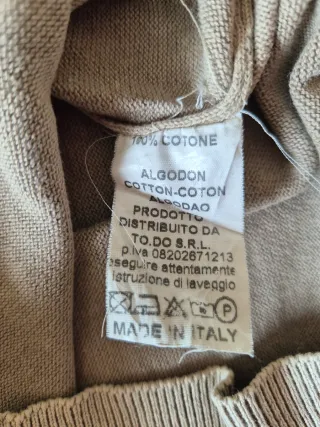 100% COTONE
ALGODON
COTTON-COTON
ALGODAO
PRODOTTO
DISTRIBUITO DA
TO.DO S.R.L.
p.iva 08202671213
eseguire attentamente
istruzione di lavaggio
P
MADE IN ITALY